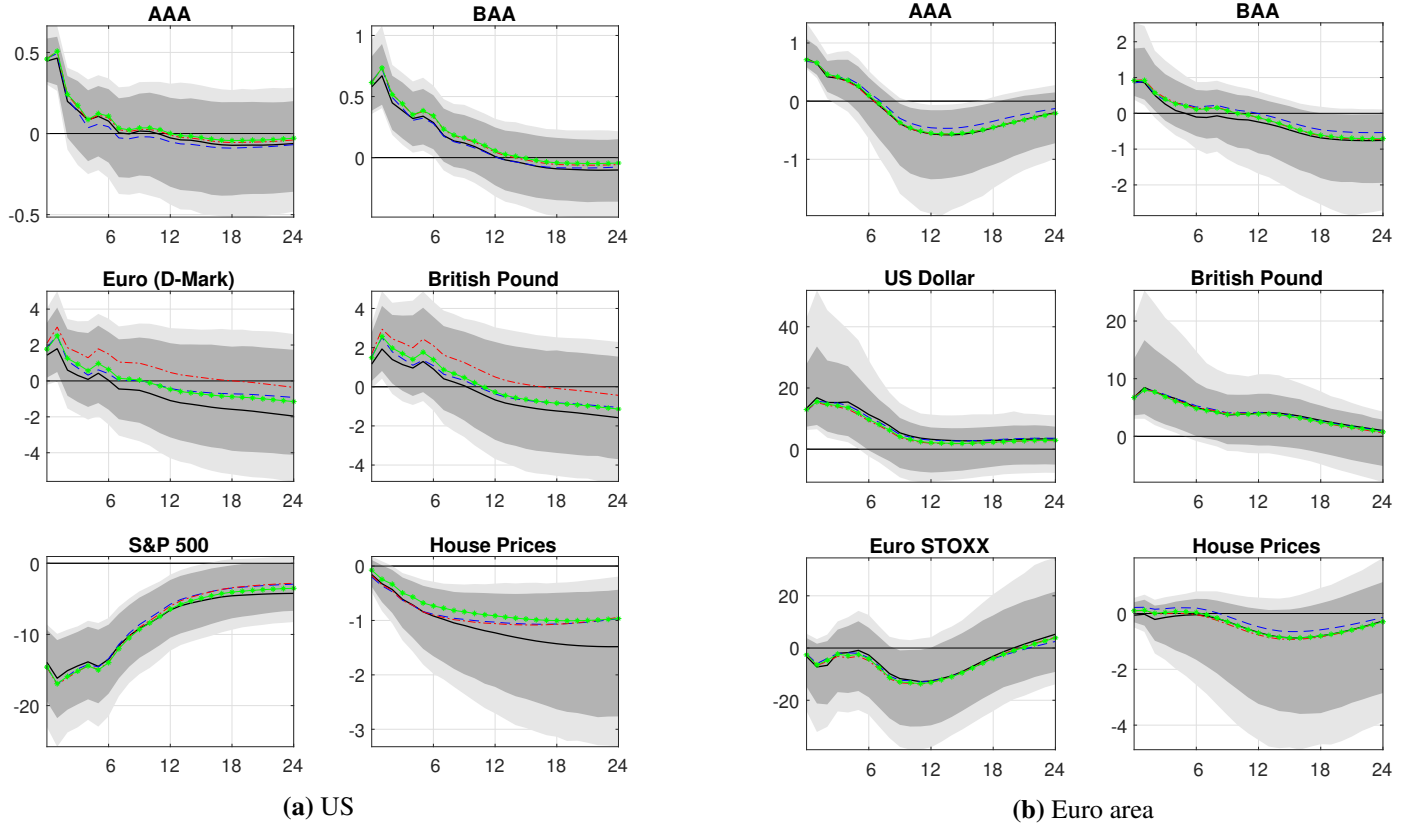 AAA
0.5
0
-0.5
6 12 18 24
BAA
1
0.5
0
6 12 18 24
Euro (D-Mark)
4
2
0
-2
-4
6 12 18 24
British Pound
4
2
0
-2
-4
6 12 18 24
S&P 500
0
-10
-20
6 12 18 24
House Prices
0
-1
-2
-3
6 12 18 24
(a) US
AAA
1
0
-1
6 12 18 24
BAA
2
1
0
-1
-2
6 12 18 24
US Dollar
40
20
0
6 12 18 24
British Pound
20
10
0
6 12 18 24
Euro STOXX
20
0
-20
6 12 18 24
House Prices
0
-2
-4
6 12 18 24
(b) Euro area